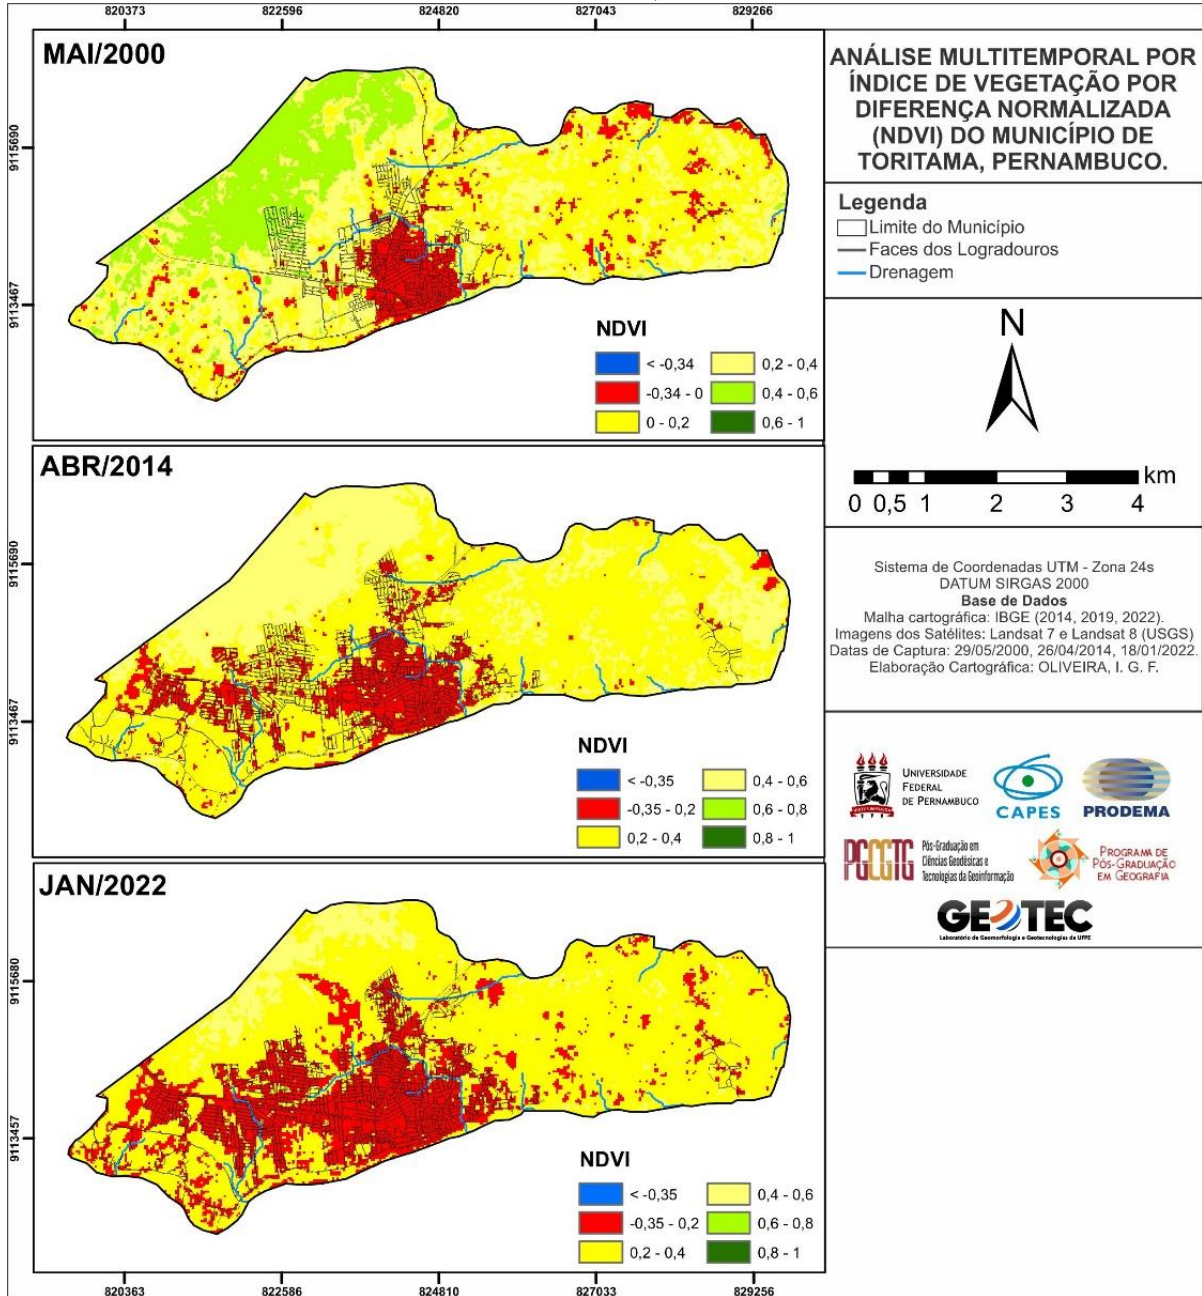 820373 822596 824820 827043 829266
MAI/2000
9115690
9113467
NDVI
< -0,34 0,2 - 0,4
-0,34 - 0 0,4 - 0,6
0 - 0,2 0,6 - 1
ABR/2014
9115690
9113467
NDVI
< -0,35 0,4 - 0,6
-0,35 - 0,2 0,6 - 0,8
0,2 - 0,4 0,8 - 1
JAN/2022
9115680
9113457
NDVI
< -0,35 0,4 - 0,6
-0,35 - 0,2 0,6 - 0,8
0,2 - 0,4 0,8 - 1
820363 822586 824810 827033 829256
ANÁLISE MULTITEMPORAL POR
ÍNDICE DE VEGETAÇÃO POR
DIFERENÇA NORMALIZADA
(NDVI) DO MUNICÍPIO DE
TORITAMA, PERNAMBUCO.
Legenda
Limite do Município
Faces dos Logradouros
Drenagem
N
km
0 0,5 1 2 3 4
Sistema de Coordenadas UTM - Zona 24s
DATUM SIRGAS 2000
Base de Dados
Malha cartográfica: IBGE (2014, 2019, 2022).
Imagens dos Satélites: Landsat 7 e Landsat 8 (USGS)
Datas de Captura: 29/05/2000, 26/04/2014, 18/01/2022.
Elaboração Cartográfica: OLIVEIRA, I. G. F.
UNIVERSIDADE
FEDERAL
DE PERNAMBUCO
CAPES
PRODEMA
PGCGTG
Pós-Graduação em
Ciências Geodésicas e
Tecnologias da Geoinformação
PROGRAMA DE
PÓS-GRADUAÇÃO
EM GEOGRAFIA
GEOTEC
Laboratório de Geomorfologia e Geotecnologias da UFPE